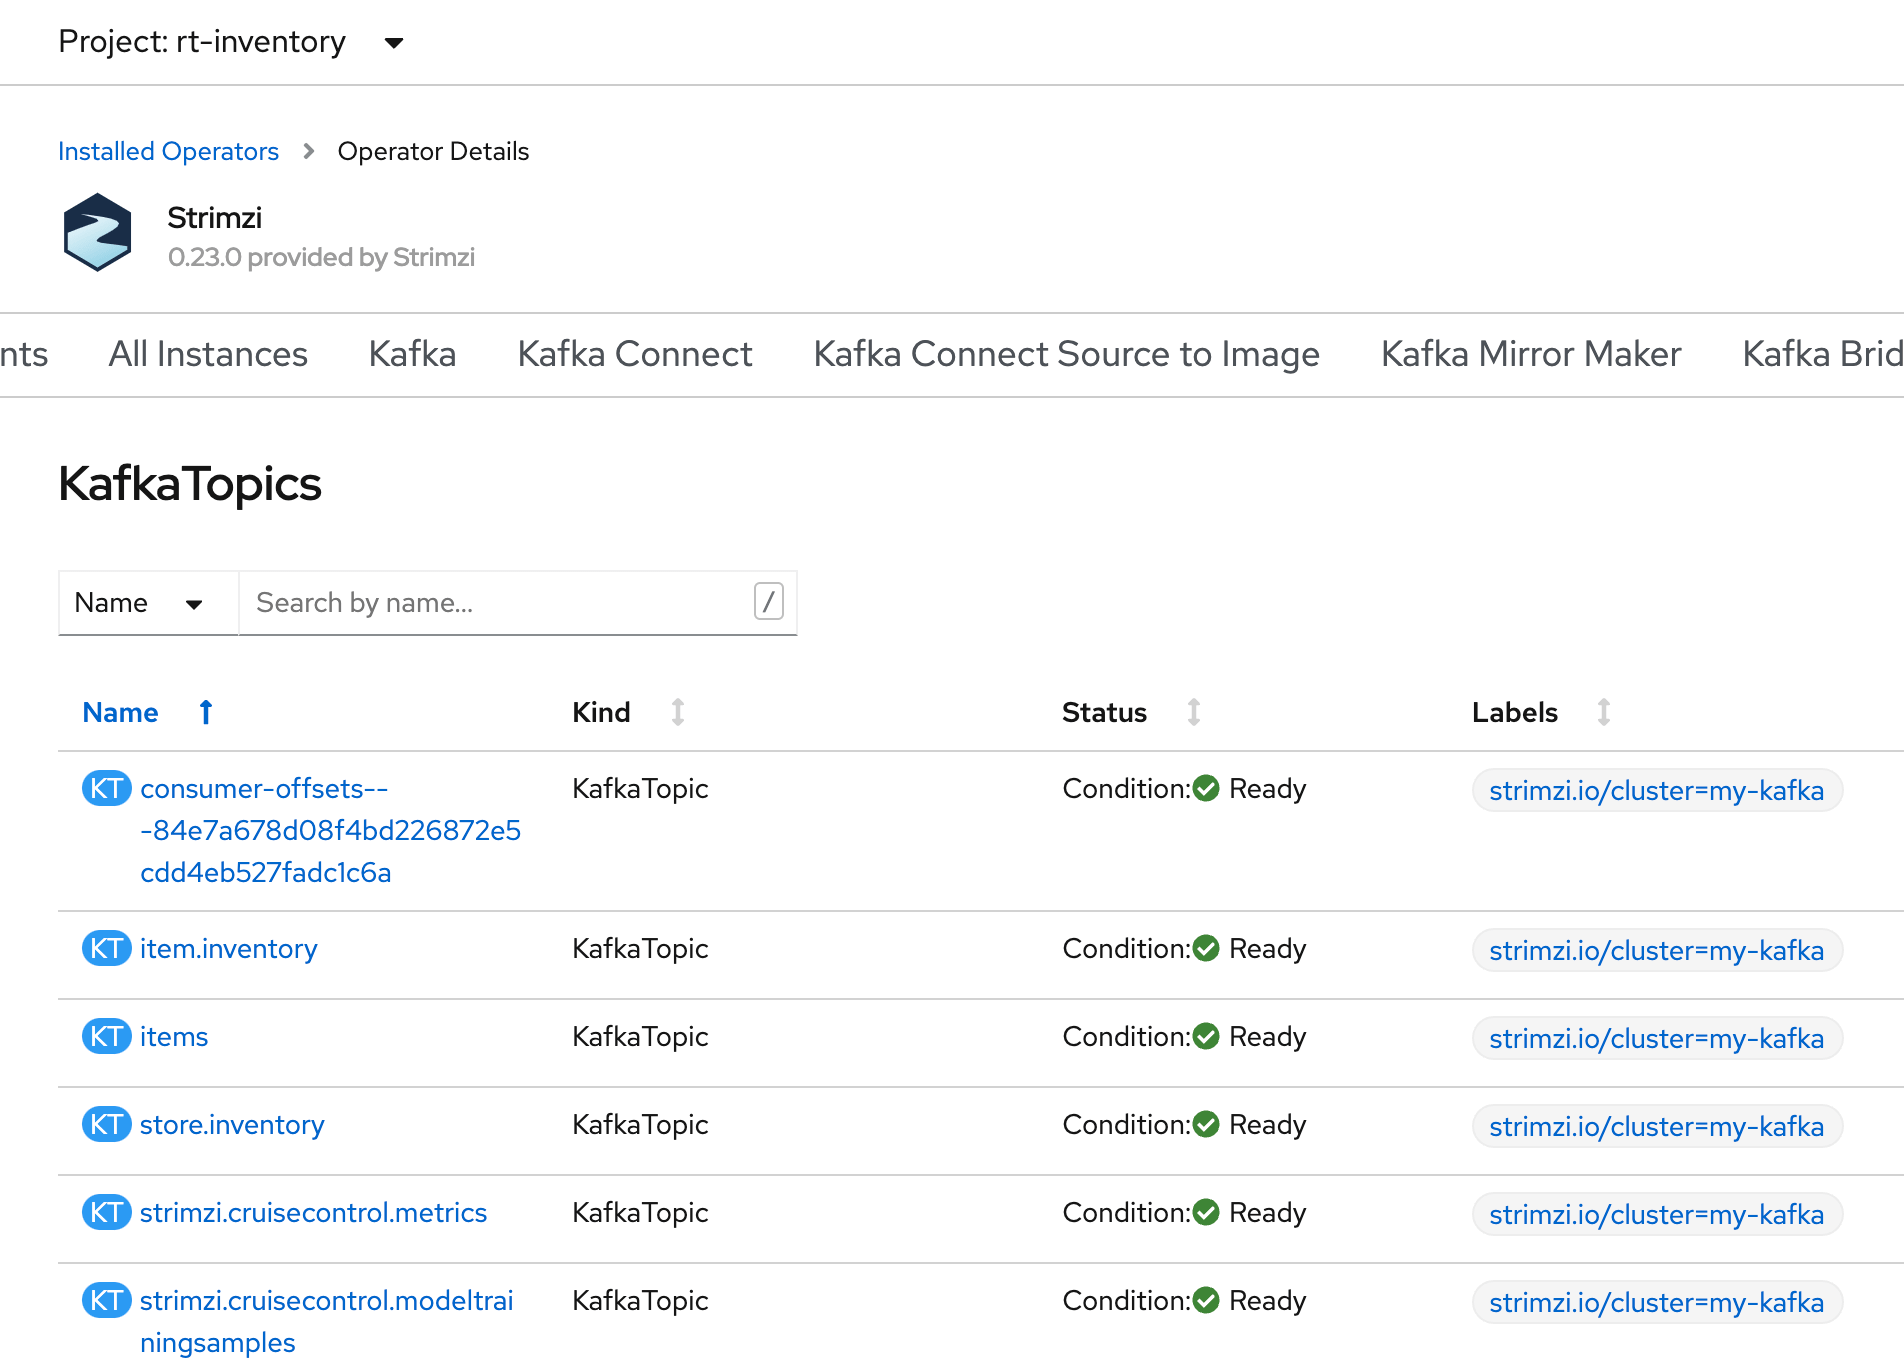 Project: rt-inventory
Installed Operators Operator Details
Strimzi
0.23.0 provided by Strimzi
nts All Instances Kafka Kafka Connect Kafka Connect Source to Image Kafka Mirror Maker Kafka Brid
KafkaTopics
Name Search by name... /
Name Kind Status Labels
KT consumer-offsets-- KafkaTopic Condition: Ready strimzi.io/cluster=my-kafka
-84e7a678d08f4bd226872e5
cdd4eb527fadc1c6a
KT item.inventory KafkaTopic Condition: Ready strimzi.io/cluster=my-kafka
KT items KafkaTopic Condition: Ready strimzi.io/cluster=my-kafka
KT store.inventory KafkaTopic Condition: Ready strimzi.io/cluster=my-kafka
KT strimzi.cruisecontrol.metrics KafkaTopic Condition: Ready strimzi.io/cluster=my-kafka
KT strimzi.cruisecontrol.modeltrai KafkaTopic Condition: Ready strimzi.io/cluster=my-kafka
ningsamples